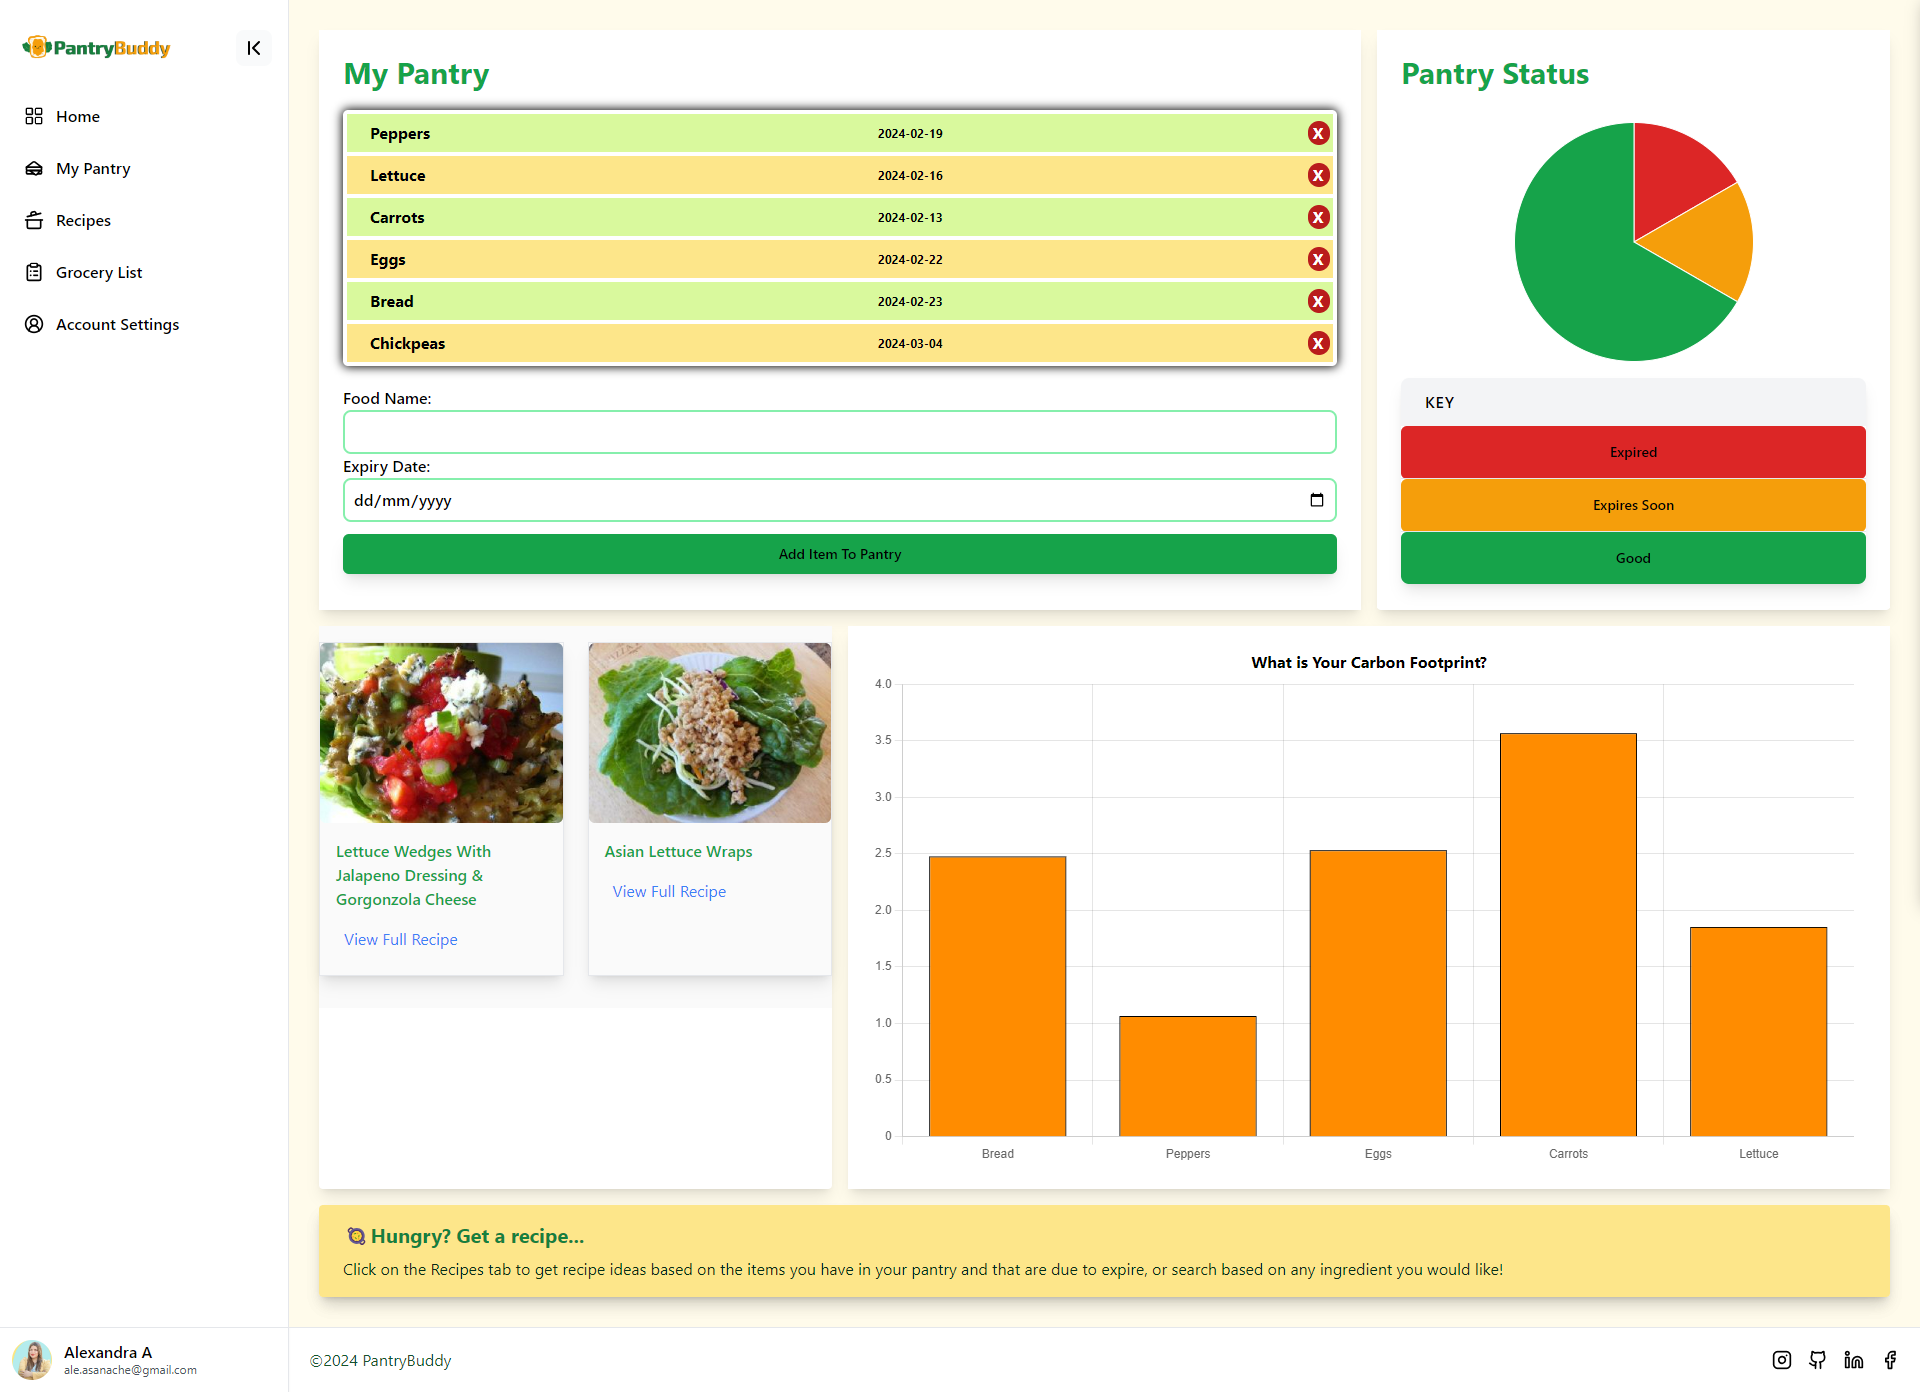 PantryBuddy
Home
My Pantry
Recipes
Grocery List
Account Settings
My Pantry
Peppers 2024-02-19 X
Lettuce 2024-02-16 X
Carrots 2024-02-13 X
Eggs 2024-02-22 X
Bread 2024-02-23 X
Chickpeas 2024-03-04 X
Food Name:
Expiry Date:
dd/mm/yyyy
Add Item To Pantry
Pantry Status
KEY
Expired
Expires Soon
Good
Lettuce Wedges With
Jalapeno Dressing &
Gorgonzola Cheese
View Full Recipe
Asian Lettuce Wraps
View Full Recipe
What is Your Carbon Footprint?
4.0
3.5
3.0
2.5
2.0
1.5
1.0
0.5
0
Bread Peppers Eggs Carrots Lettuce
Hungry? Get a recipe...
Click on the Recipes tab to get recipe ideas based on the items you have in your pantry and that are due to expire, or search based on any ingredient you would like!
Alexandra A
ale.asanache@gmail.com
©2024 PantryBuddy